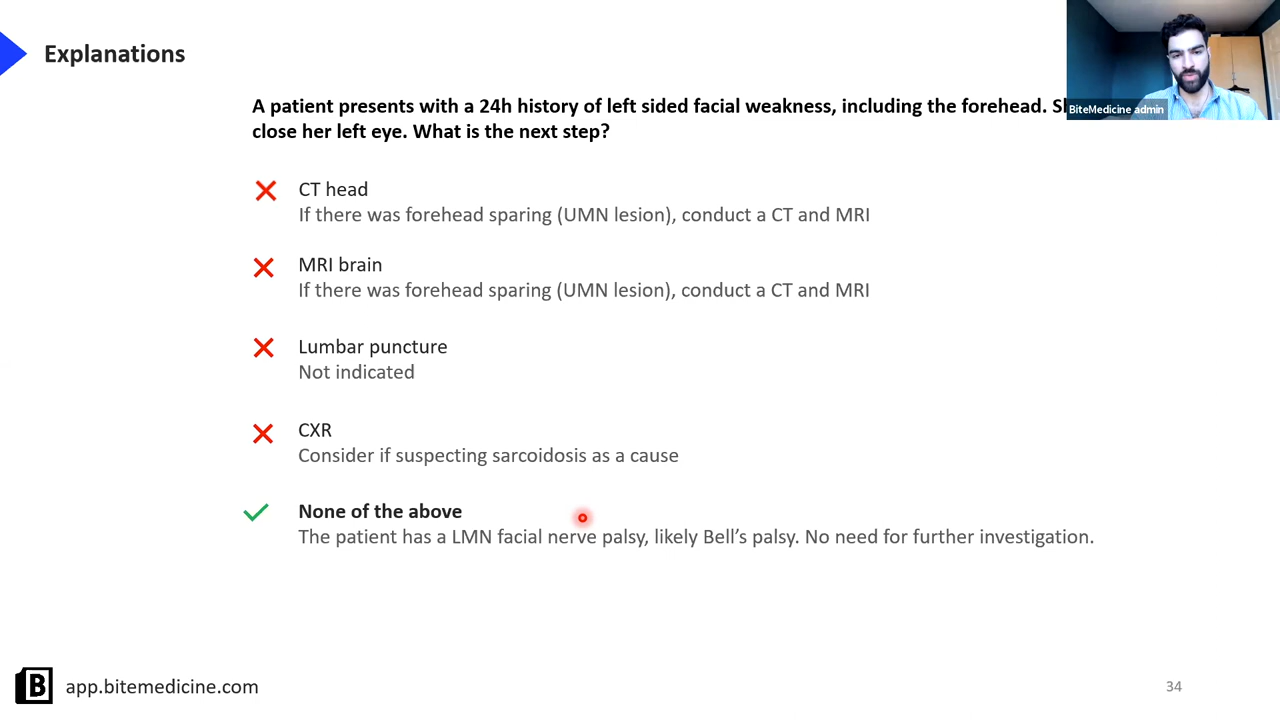 Explanations
A patient presents with a 24h history of left sided facial weakness, including the forehead.
close her left eye. What is the next step?
BiteMedicine admin
CT head
If there was forehead sparing (UMN lesion), conduct a CT and MRI
MRI brain
If there was forehead sparing (UMN lesion), conduct a CT and MRI
Lumbar puncture
Not indicated
CXR
Consider if suspecting sarcoidosis as a cause
None of the above
The patient has a LMN facial nerve palsy, likely Bell’s palsy. No need for further investigation.
B app.bitemedicine.com
34